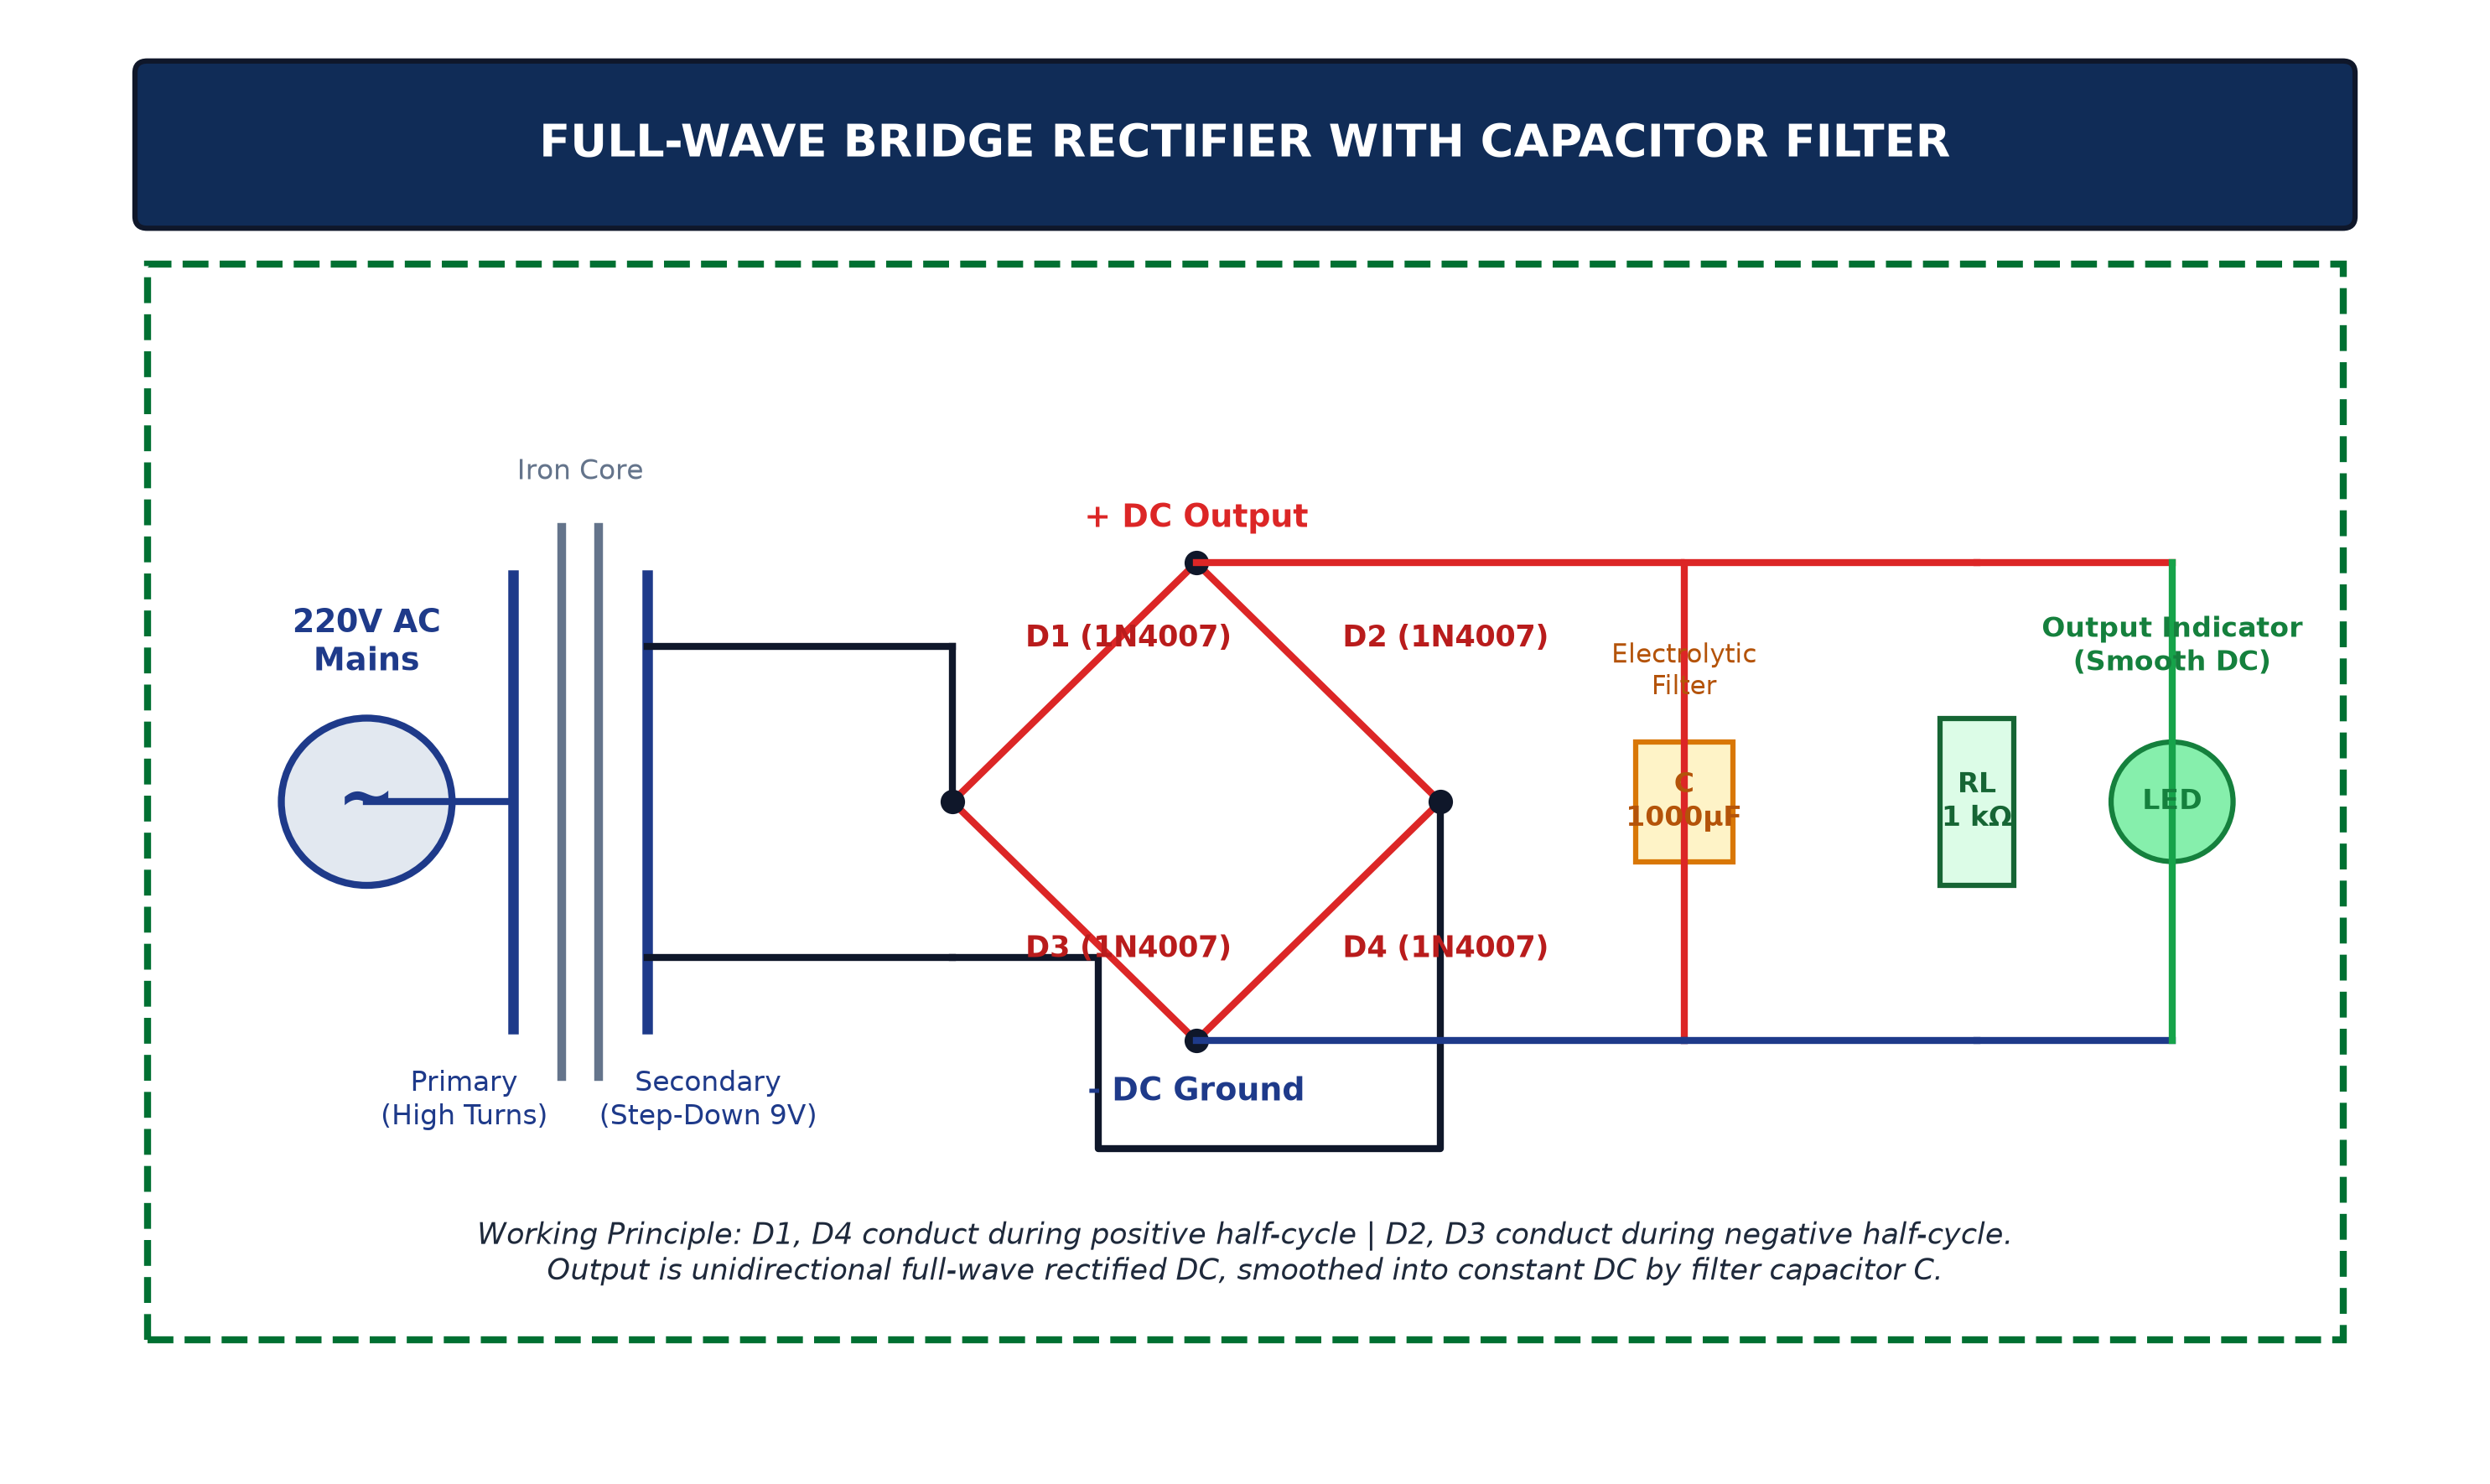 FULL-WAVE BRIDGE RECTIFIER WITH CAPACITOR FILTER
Iron Core
+ DC Output
220V AC
Mains
D1 (1N4007)
D2 (1N4007)
Electrolytic
Filter
Output Indicator
(Smooth DC)
~
C
1000μF
RL
1 kΩ
LED
D3 (1N4007)
D4 (1N4007)
Primary
(High Turns)
Secondary
(Step-Down 9V)
- DC Ground
Working Principle: D1, D4 conduct during positive half-cycle | D2, D3 conduct during negative half-cycle.
Output is unidirectional full-wave rectified DC, smoothed into constant DC by filter capacitor C.